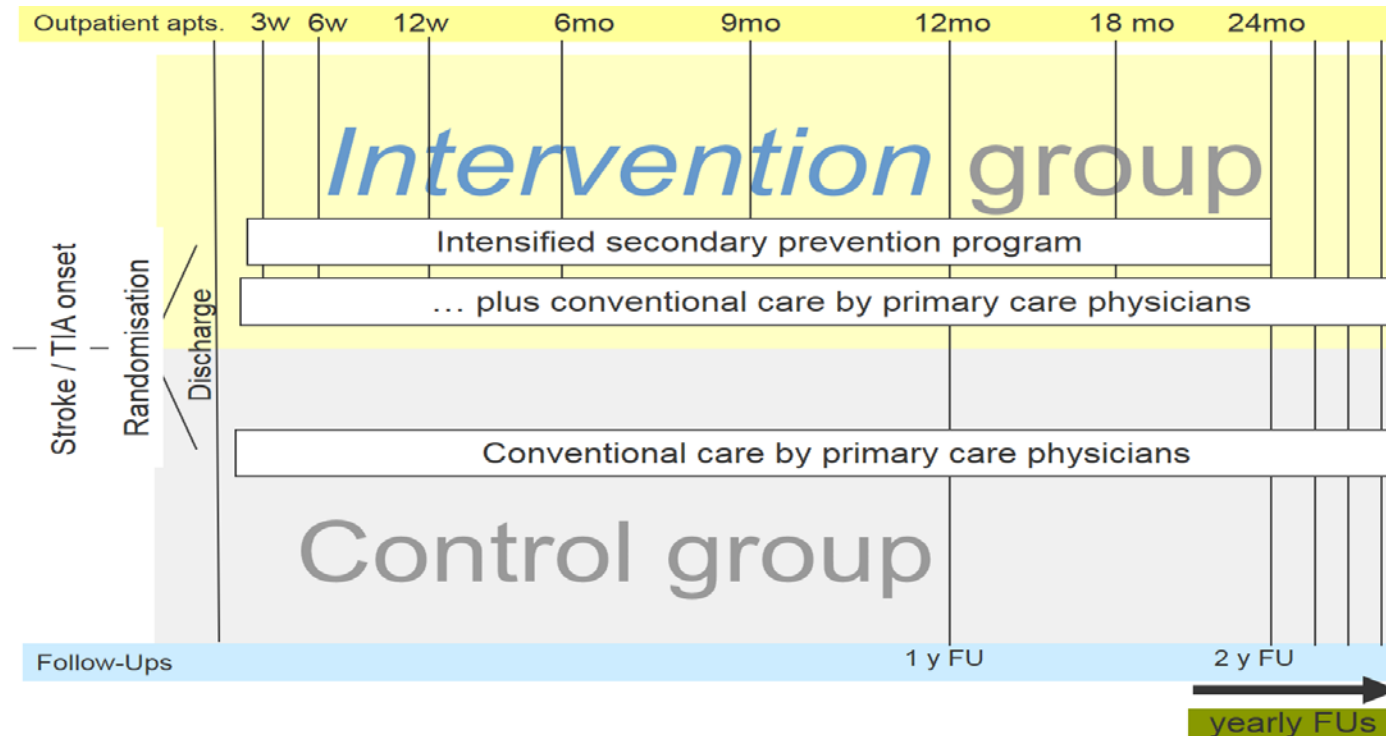 Outpatient apts. 3w 6w 12w 6mo 9mo 12mo 18 mo 24mo
Intervention group
Intensified secondary prevention program
... plus conventional care by primary care physicians
Stroke / TIA onset
Randomisation
Discharge
Conventional care by primary care physicians
Control group
Follow-Ups 1 y FU 2 y FU
yearly FUs